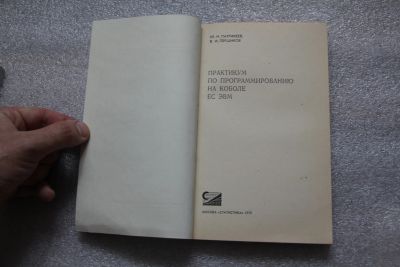 ПРАКТИКУМ
ПО ПРОГРАММИРОВАНИЮ
НА КОБОЛЕ
ЕС ЭВМ
МОСКВА «СТАТИСТИКА»